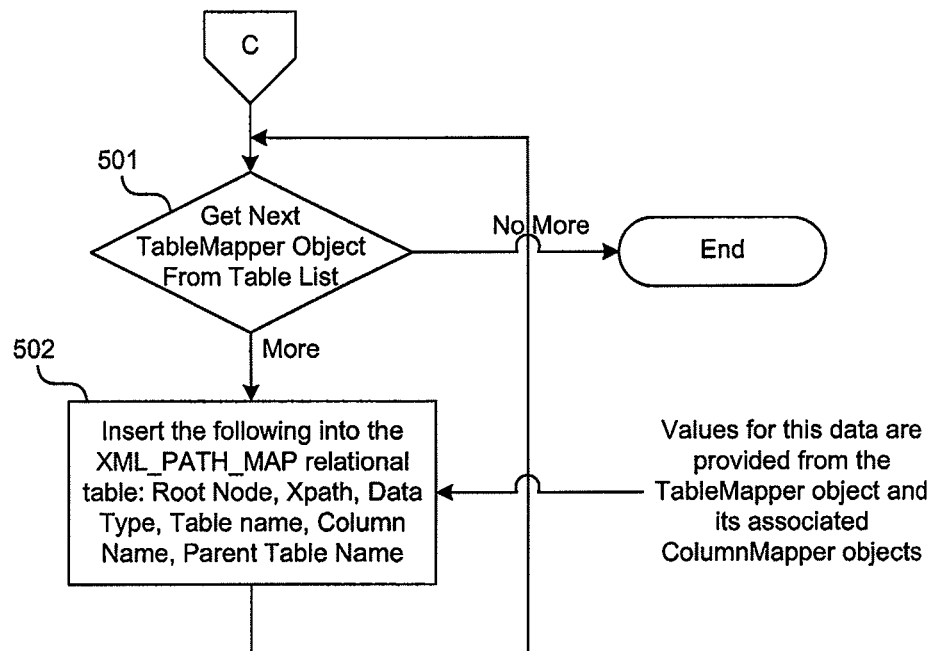 C
501
Get Next
TableMapper Object
From Table List
No More
End
More
502
Insert the following into the
XML_PATH_MAP relational
table: Root Node, Xpath, Data
Type, Table name, Column
Name, Parent Table Name
Values for this data are
provided from the
TableMapper object and
its associated
ColumnMapper objects